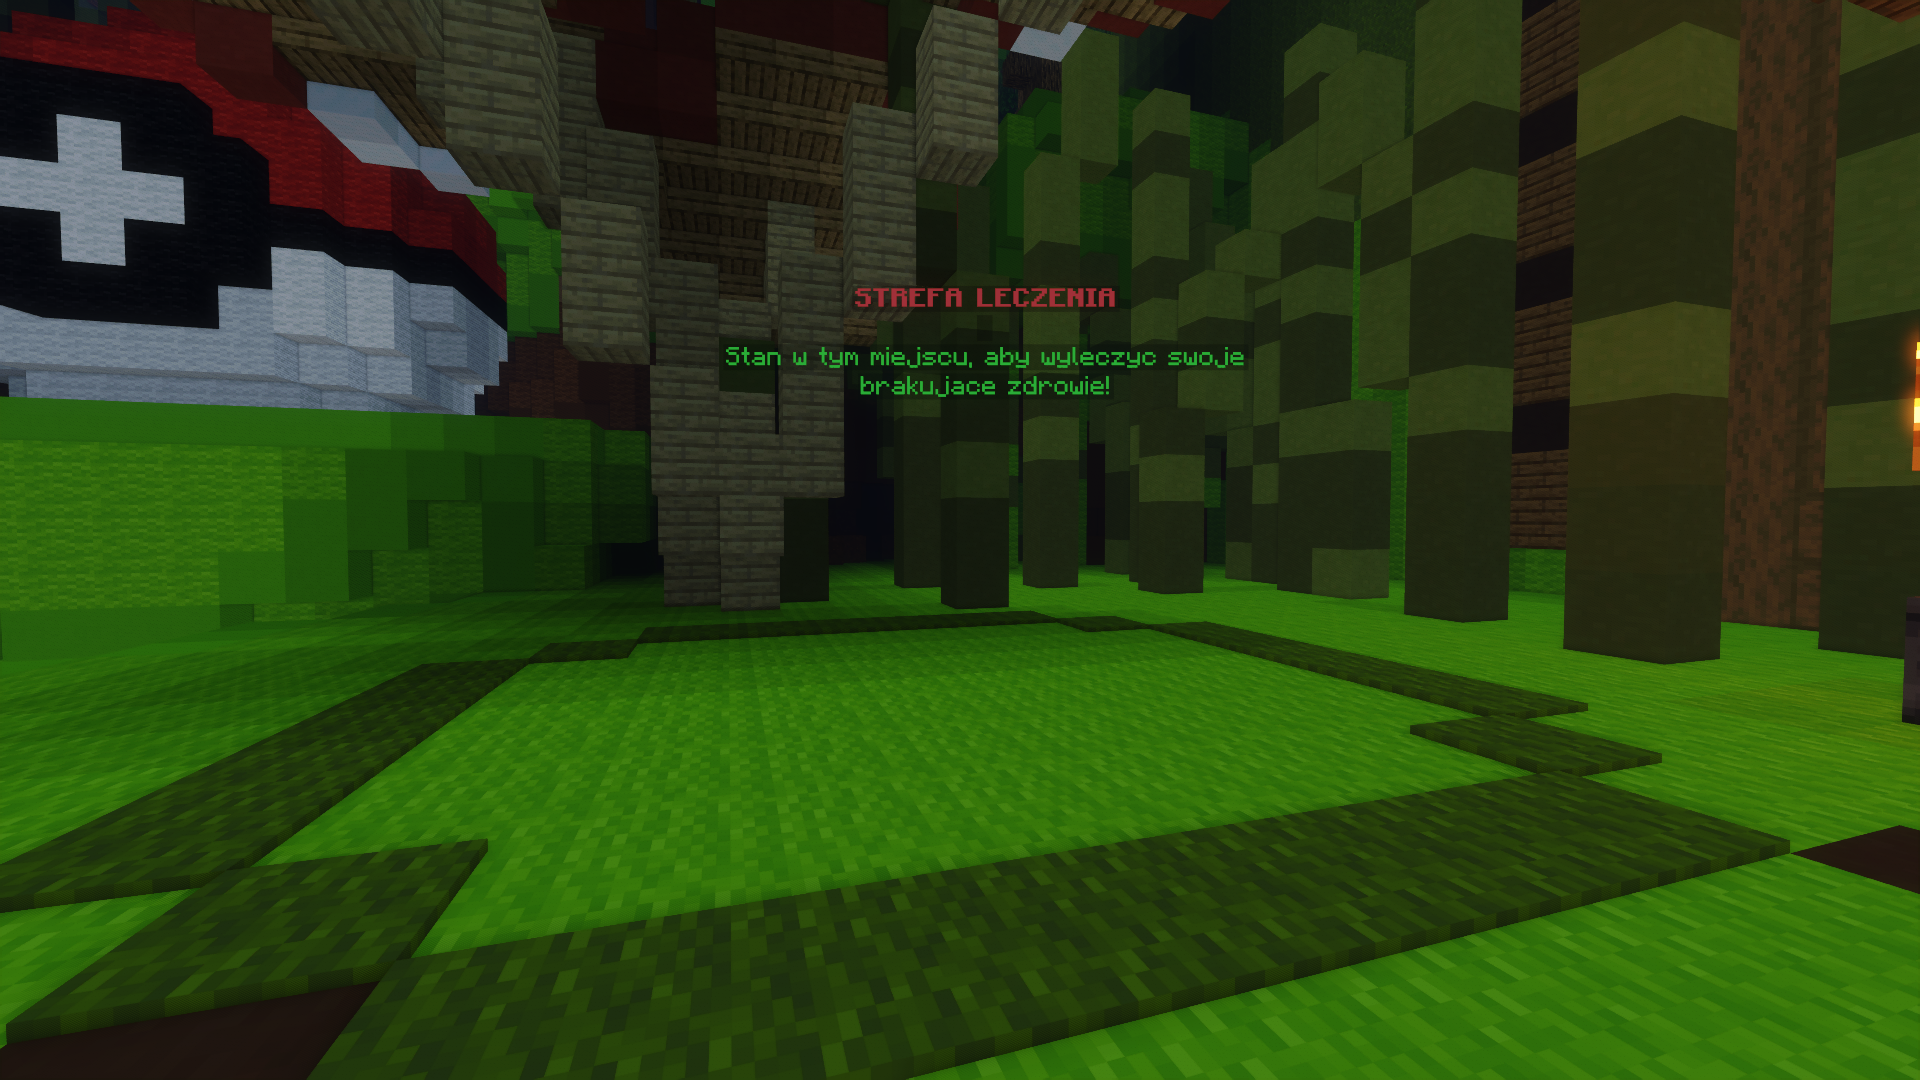 STREFA LECZENIA
Stan w tym miejscu, aby wyleczyc swoje
brakujace zdrowie!